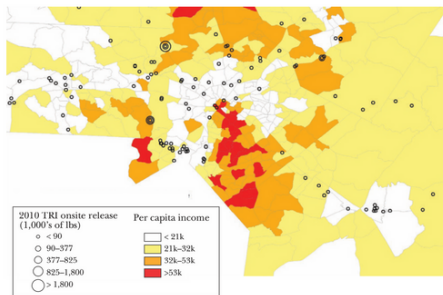 2010 TRI onsite release
(1,000's of lbs)
< 90
90–377
377–825
825–1,800
> 1,800
Per capita income
< 21k
21k–32k
32k–53k
>53k